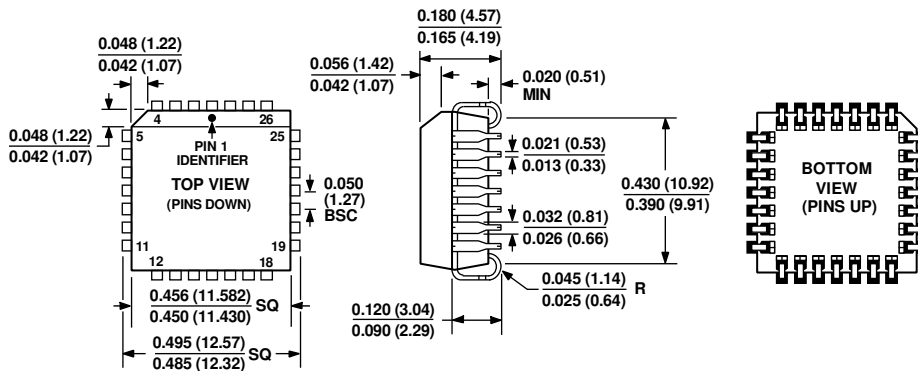 0.048 (1.22)
0.042 (1.07)
0.048 (1.22)
0.042 (1.07)
4
26
5
25
PIN 1
IDENTIFIER
TOP VIEW
(PINS DOWN)
11
19
12
18
0.050
(1.27)
BSC
0.456 (11.582)
0.450 (11.430)
SQ
0.495 (12.57)
0.485 (12.32)
SQ
0.180 (4.57)
0.165 (4.19)
0.056 (1.42)
0.042 (1.07)
0.020 (0.51)
MIN
0.021 (0.53)
0.013 (0.33)
0.032 (0.81)
0.026 (0.66)
0.430 (10.92)
0.390 (9.91)
0.045 (1.14)
0.025 (0.64)
R
0.120 (3.04)
0.090 (2.29)
BOTTOM
VIEW
(PINS UP)